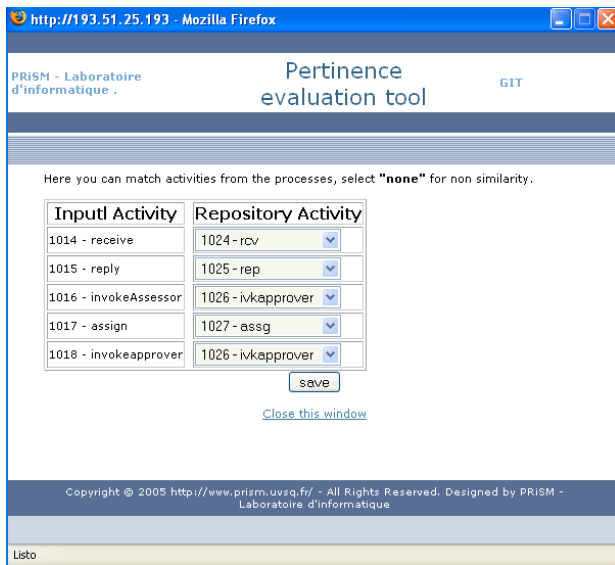 http://193.51.25.193 - Mozilla Firefox
PRiSM - Laboratoire
d'informatique .
Pertinence
evaluation tool
GIT
Here you can match activities from the processes, select "none" for non similarity.
Inputl Activity Repository Activity
1014 - receive 1024 - rcv
1015 - reply 1025 - rep
1016 - invokeAssessor 1026 - ivkapprover
1017 - assign 1027 - assg
1018 - invokeapprover 1026 - ivkapprover
save
Close this window
Copyright © 2005 http://www.prism.uvsq.fr/ - All Rights Reserved. Designed by PRiSM -
Laboratoire d'informatique
Listo